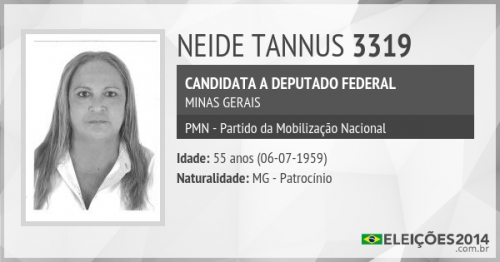 NEIDE TANNUS 3319
CANDIDATA A DEPUTADO FEDERAL
MINAS GERAIS
PMN - Partido da Mobilização Nacional
Idade: 55 anos (06-07-1959)
Naturalidade: MG - Patrocínio
ELEIÇÕES2014
.com.br